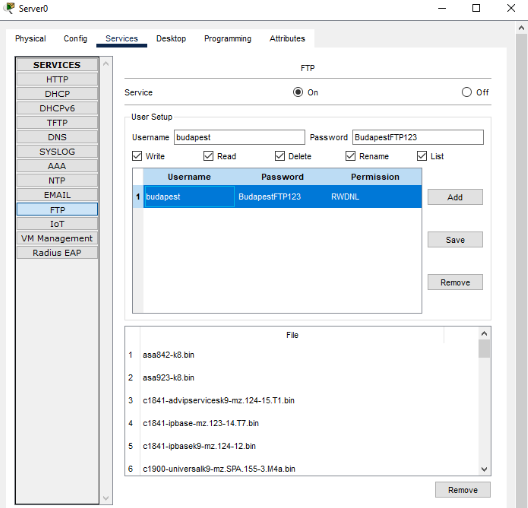 Server0
Physical Config Services Desktop Programming Attributes
SERVICES
HTTP
DHCP
DHCPv6
TFTP
DNS
SYSLOG
AAA
NTP
EMAIL
FTP
IoT
VM Management
Radius EAP
FTP
Service On Off
User Setup
Username budapest Password BudapestFTP123
Write Read Delete Rename List
Username Password Permission
1 budapest BudapestFTP123 RWDNL
Add
Save
Remove
File
1 asa842-k8.bin
2 asa923-k8.bin
3 c1841-advipservicesk9-mz.124-15.T1.bin
4 c1841-ipbase-mz.123-14.T7.bin
5 c1841-ipbasek9-mz.124-12.bin
6 c1900-universalk9-mz.SPA.155-3.M4a.bin
Remove